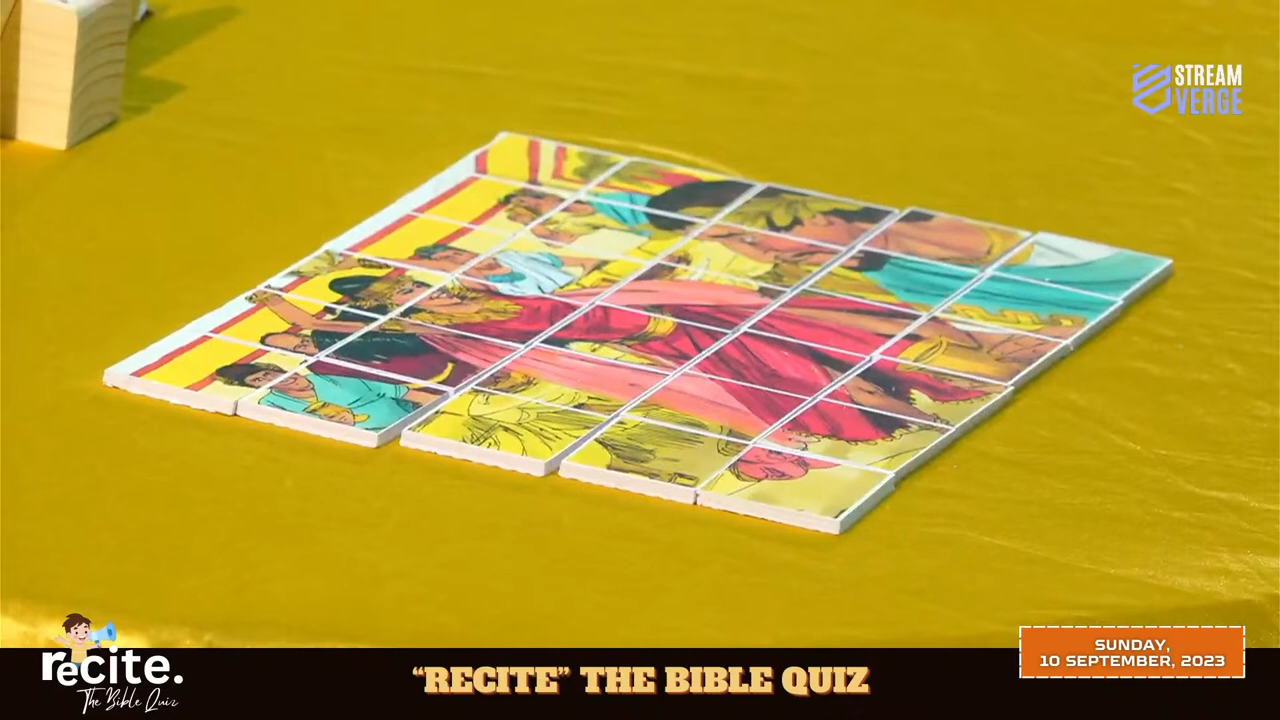 STREAM
VERGE
recite.
The Bible Quiz
“RECITE” THE BIBLE QUIZ
SUNDAY,
10 SEPTEMBER, 2023